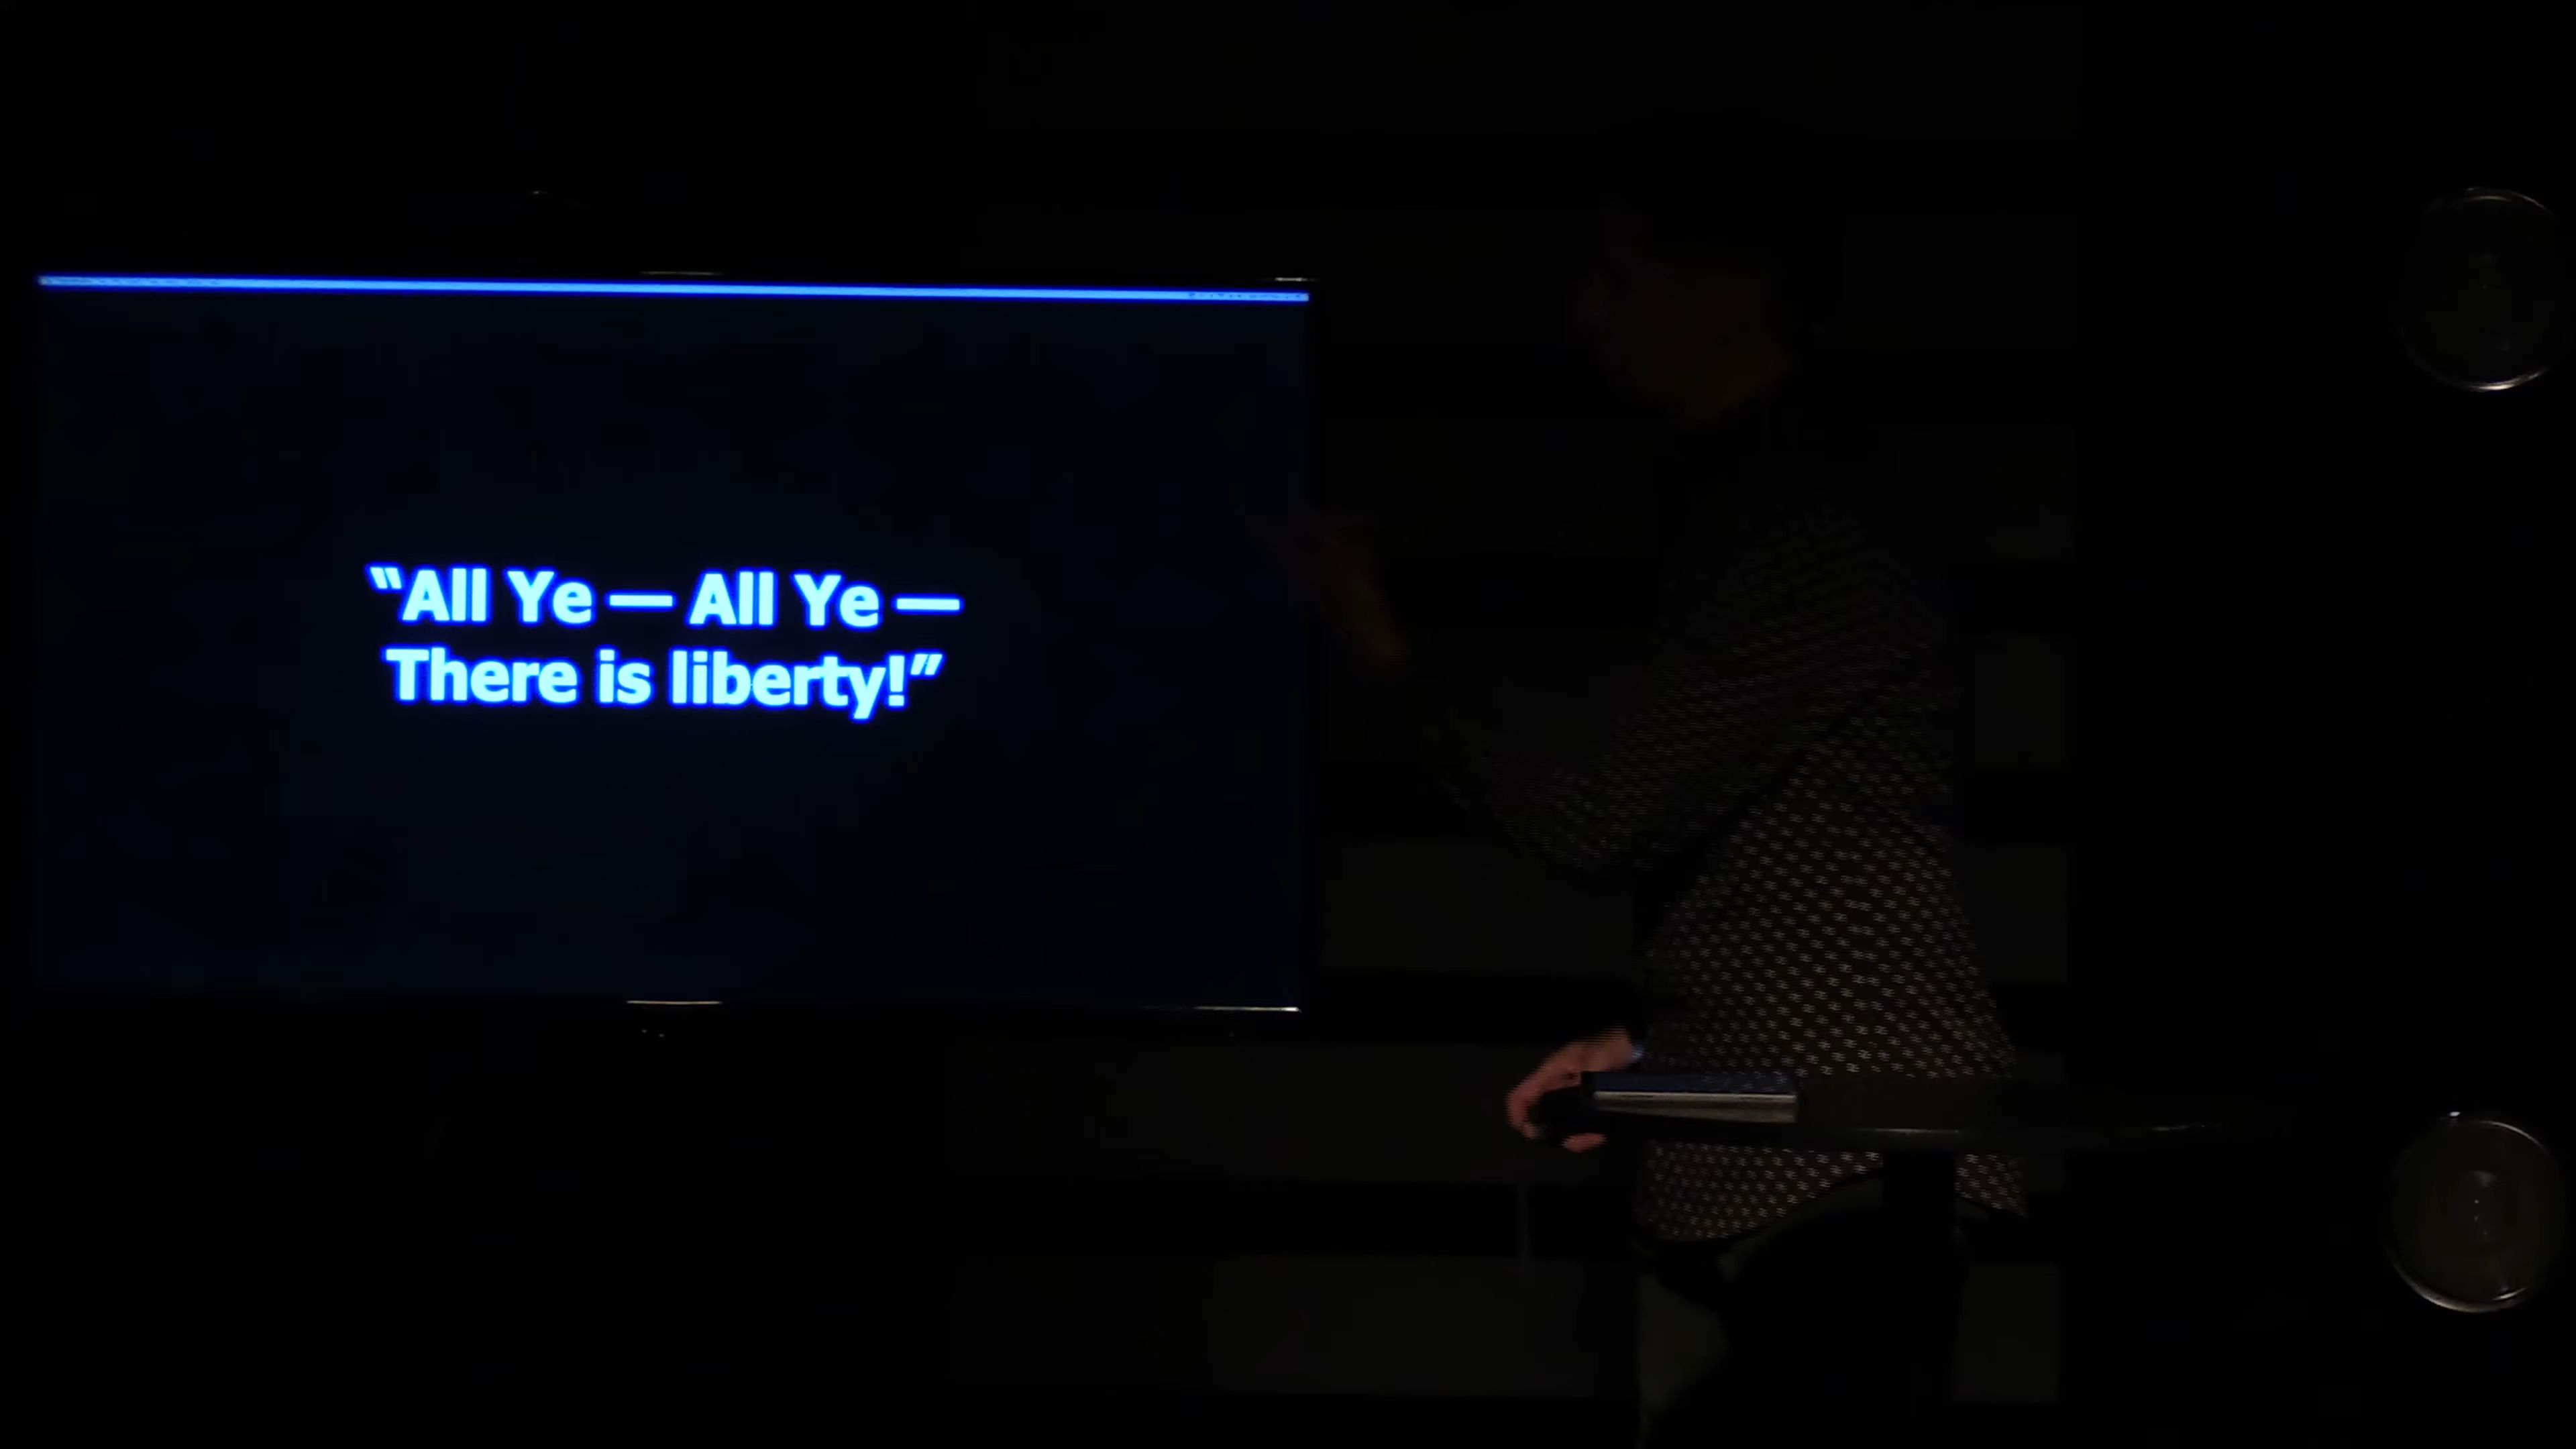 “All Ye — All Ye —
There is liberty!”